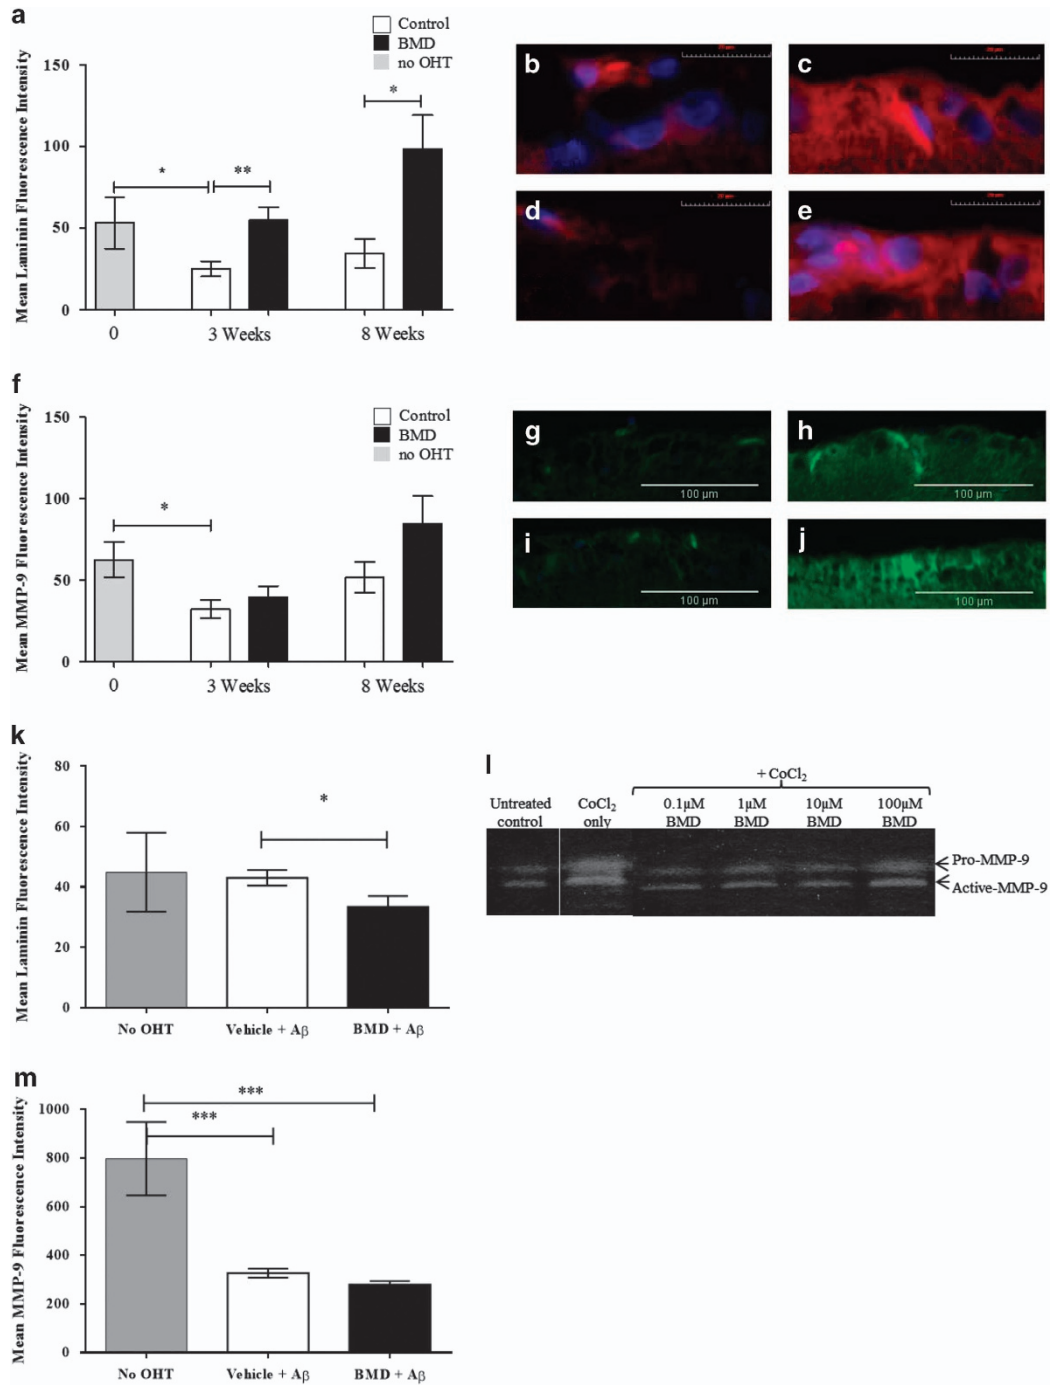 a
Control
BMD
no OHT
Mean Laminin Fluorescence Intensity
150
100
50
0
*
**
*
0
3 Weeks
8 Weeks
b
c
d
e
f
Control
BMD
no OHT
Mean MMP-9 Fluorescence Intensity
150
100
50
0
*
0
3 Weeks
8 Weeks
g
100 µm
h
100 µm
i
100 µm
j
100 µm
k
Mean Laminin Fluorescence Intensity
80
60
40
20
0
*
No OHT
Vehicle + Aβ
BMD + Aβ
l
+ CoCl2
Untreated control
CoCl2 only
0.1µM BMD
1µM BMD
10µM BMD
100µM BMD
Pro-MMP-9
Active-MMP-9
m
Mean MMP-9 Fluorescence Intensity
1000
800
600
400
200
0
***
***
No OHT
Vehicle + Aβ
BMD + Aβ